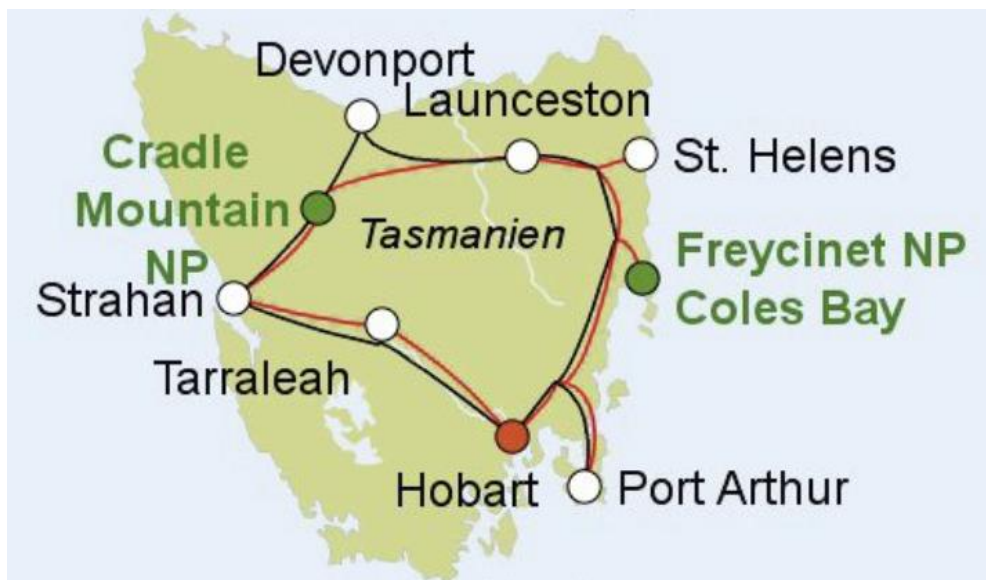 Devonport
Launceston
Cradle
Mountain
NP
St. Helens
Tasmanien
Freycinet NP
Coles Bay
Strahan
Tarraleah
Hobart
Port Arthur